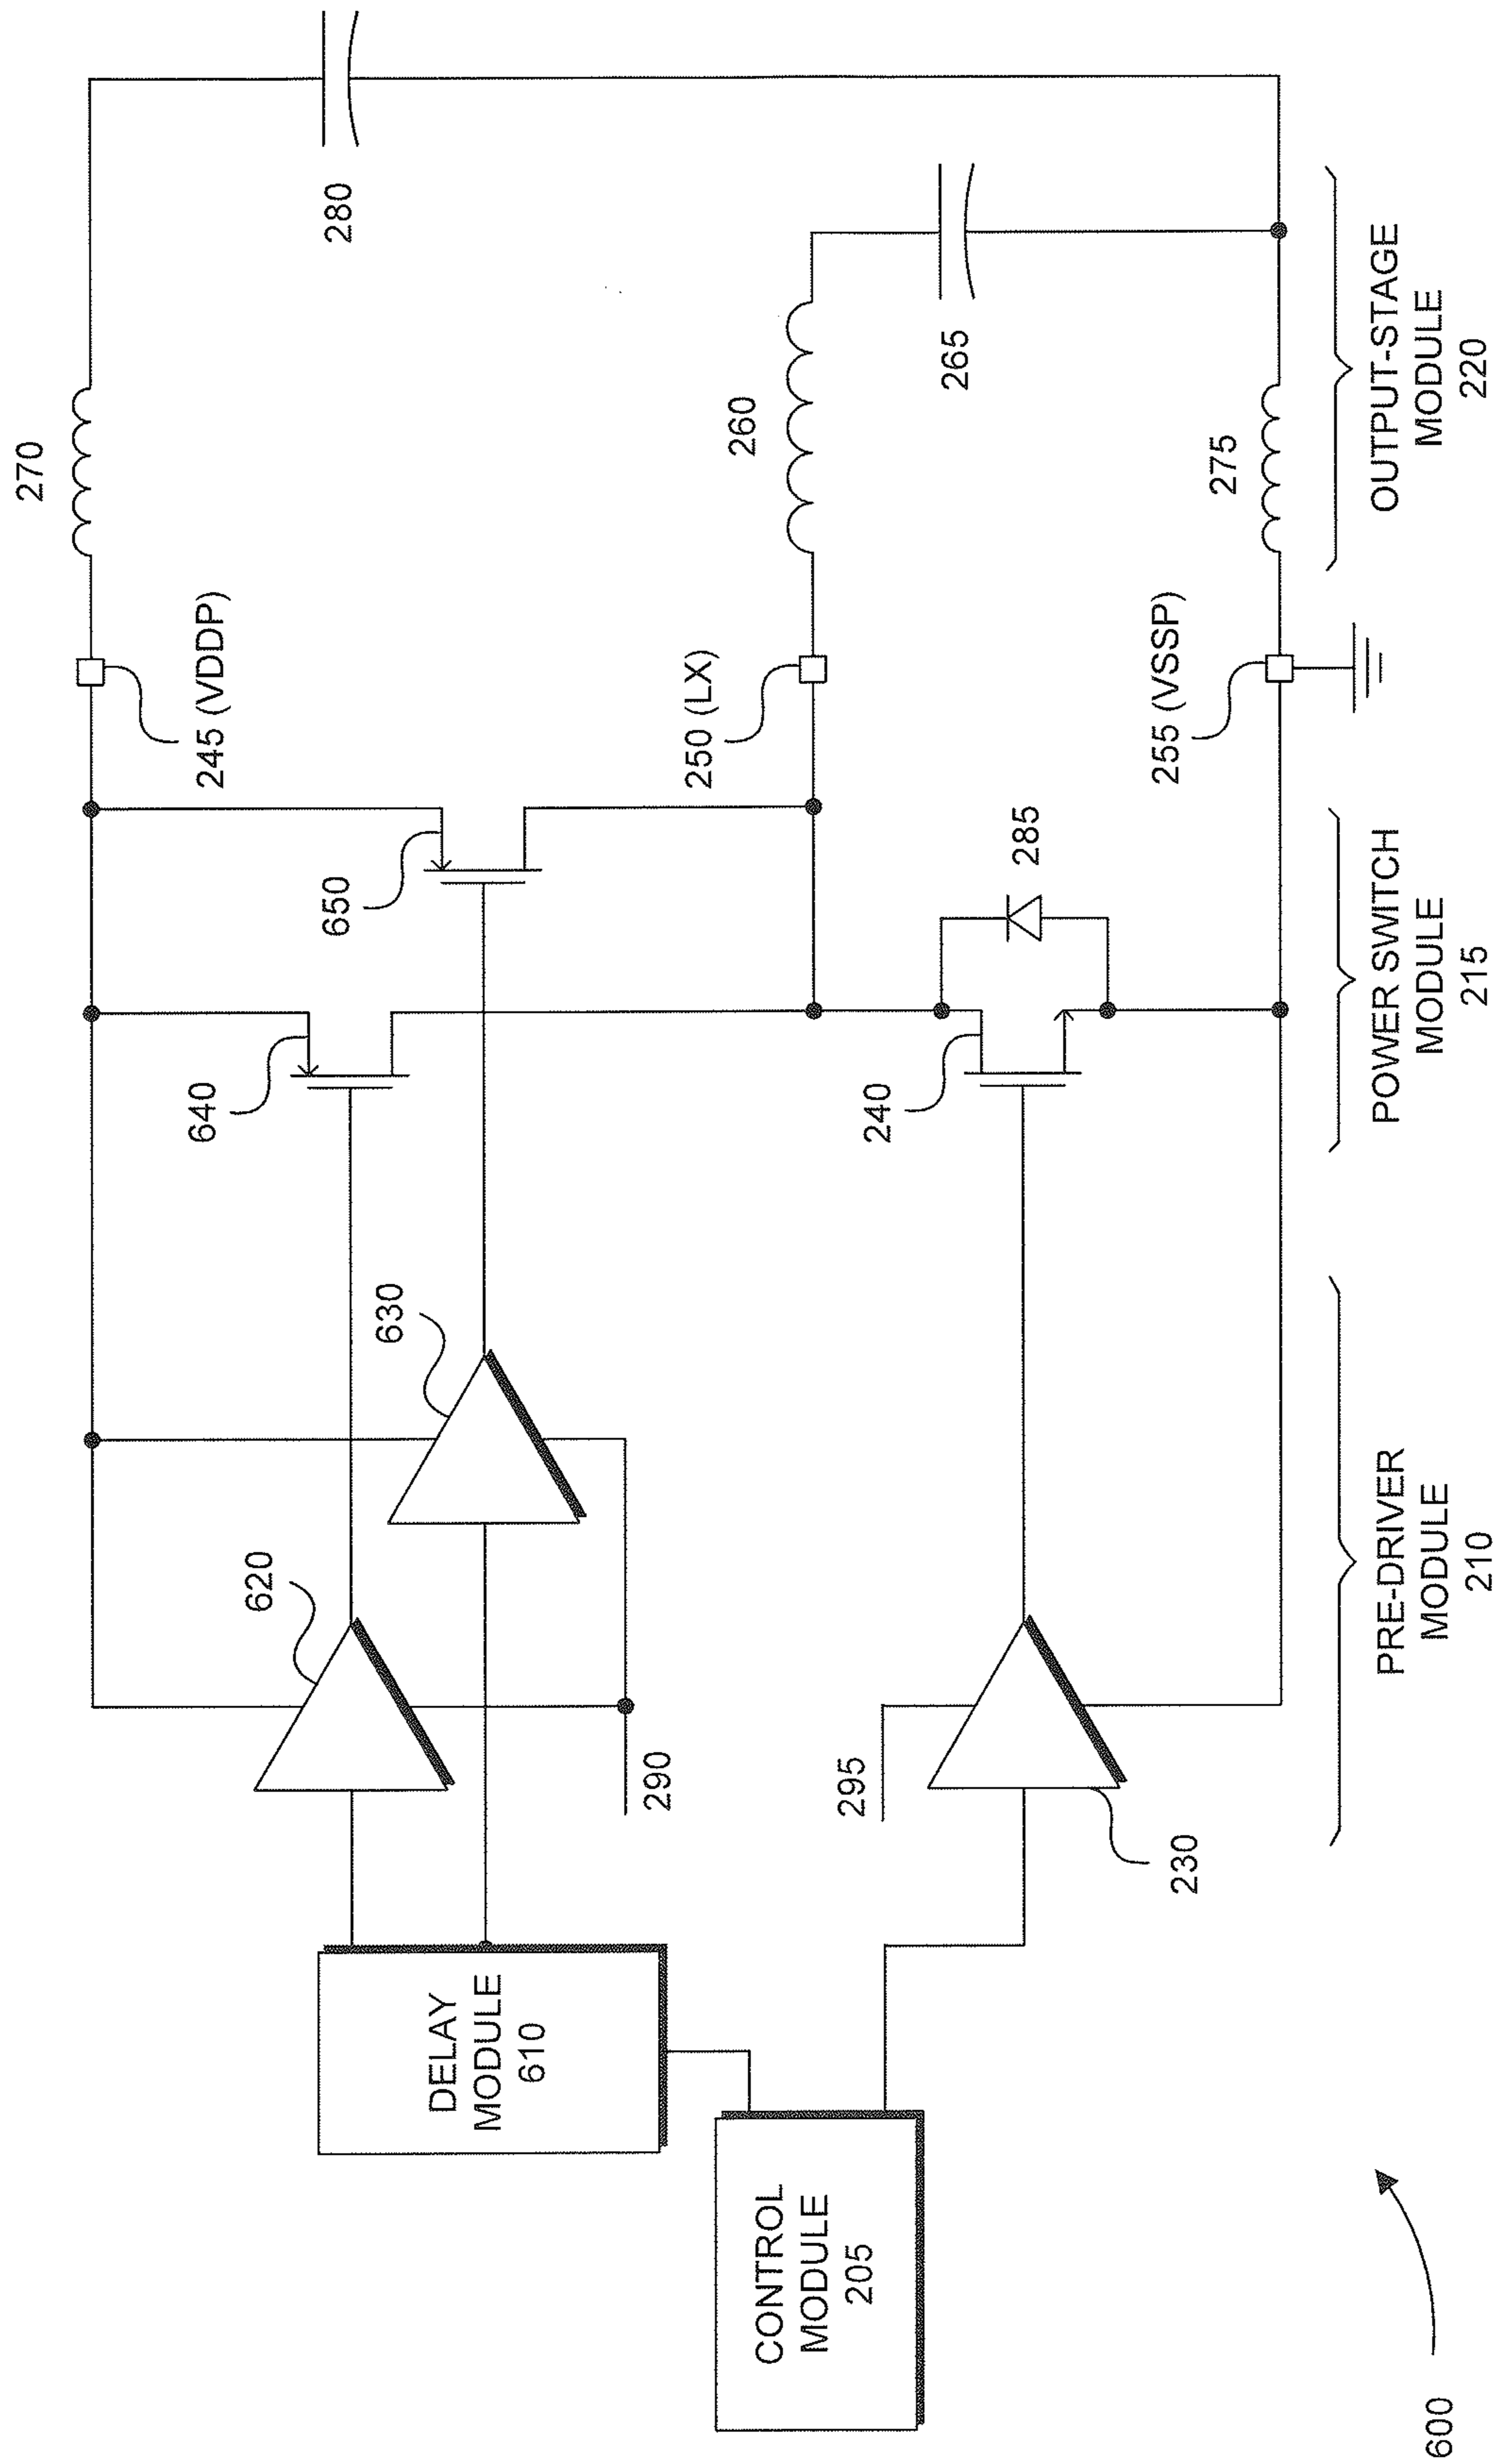 270
280
245 (VDDP)
650
640
620
630
250 (LX)
260
265
290
DELAY
MODULE
610
CONTROL
MODULE
205
295
230
240
285
255 (VSSP)
275
PRE-DRIVER
MODULE
210
POWER SWITCH
MODULE
215
OUTPUT-STAGE
MODULE
220
600